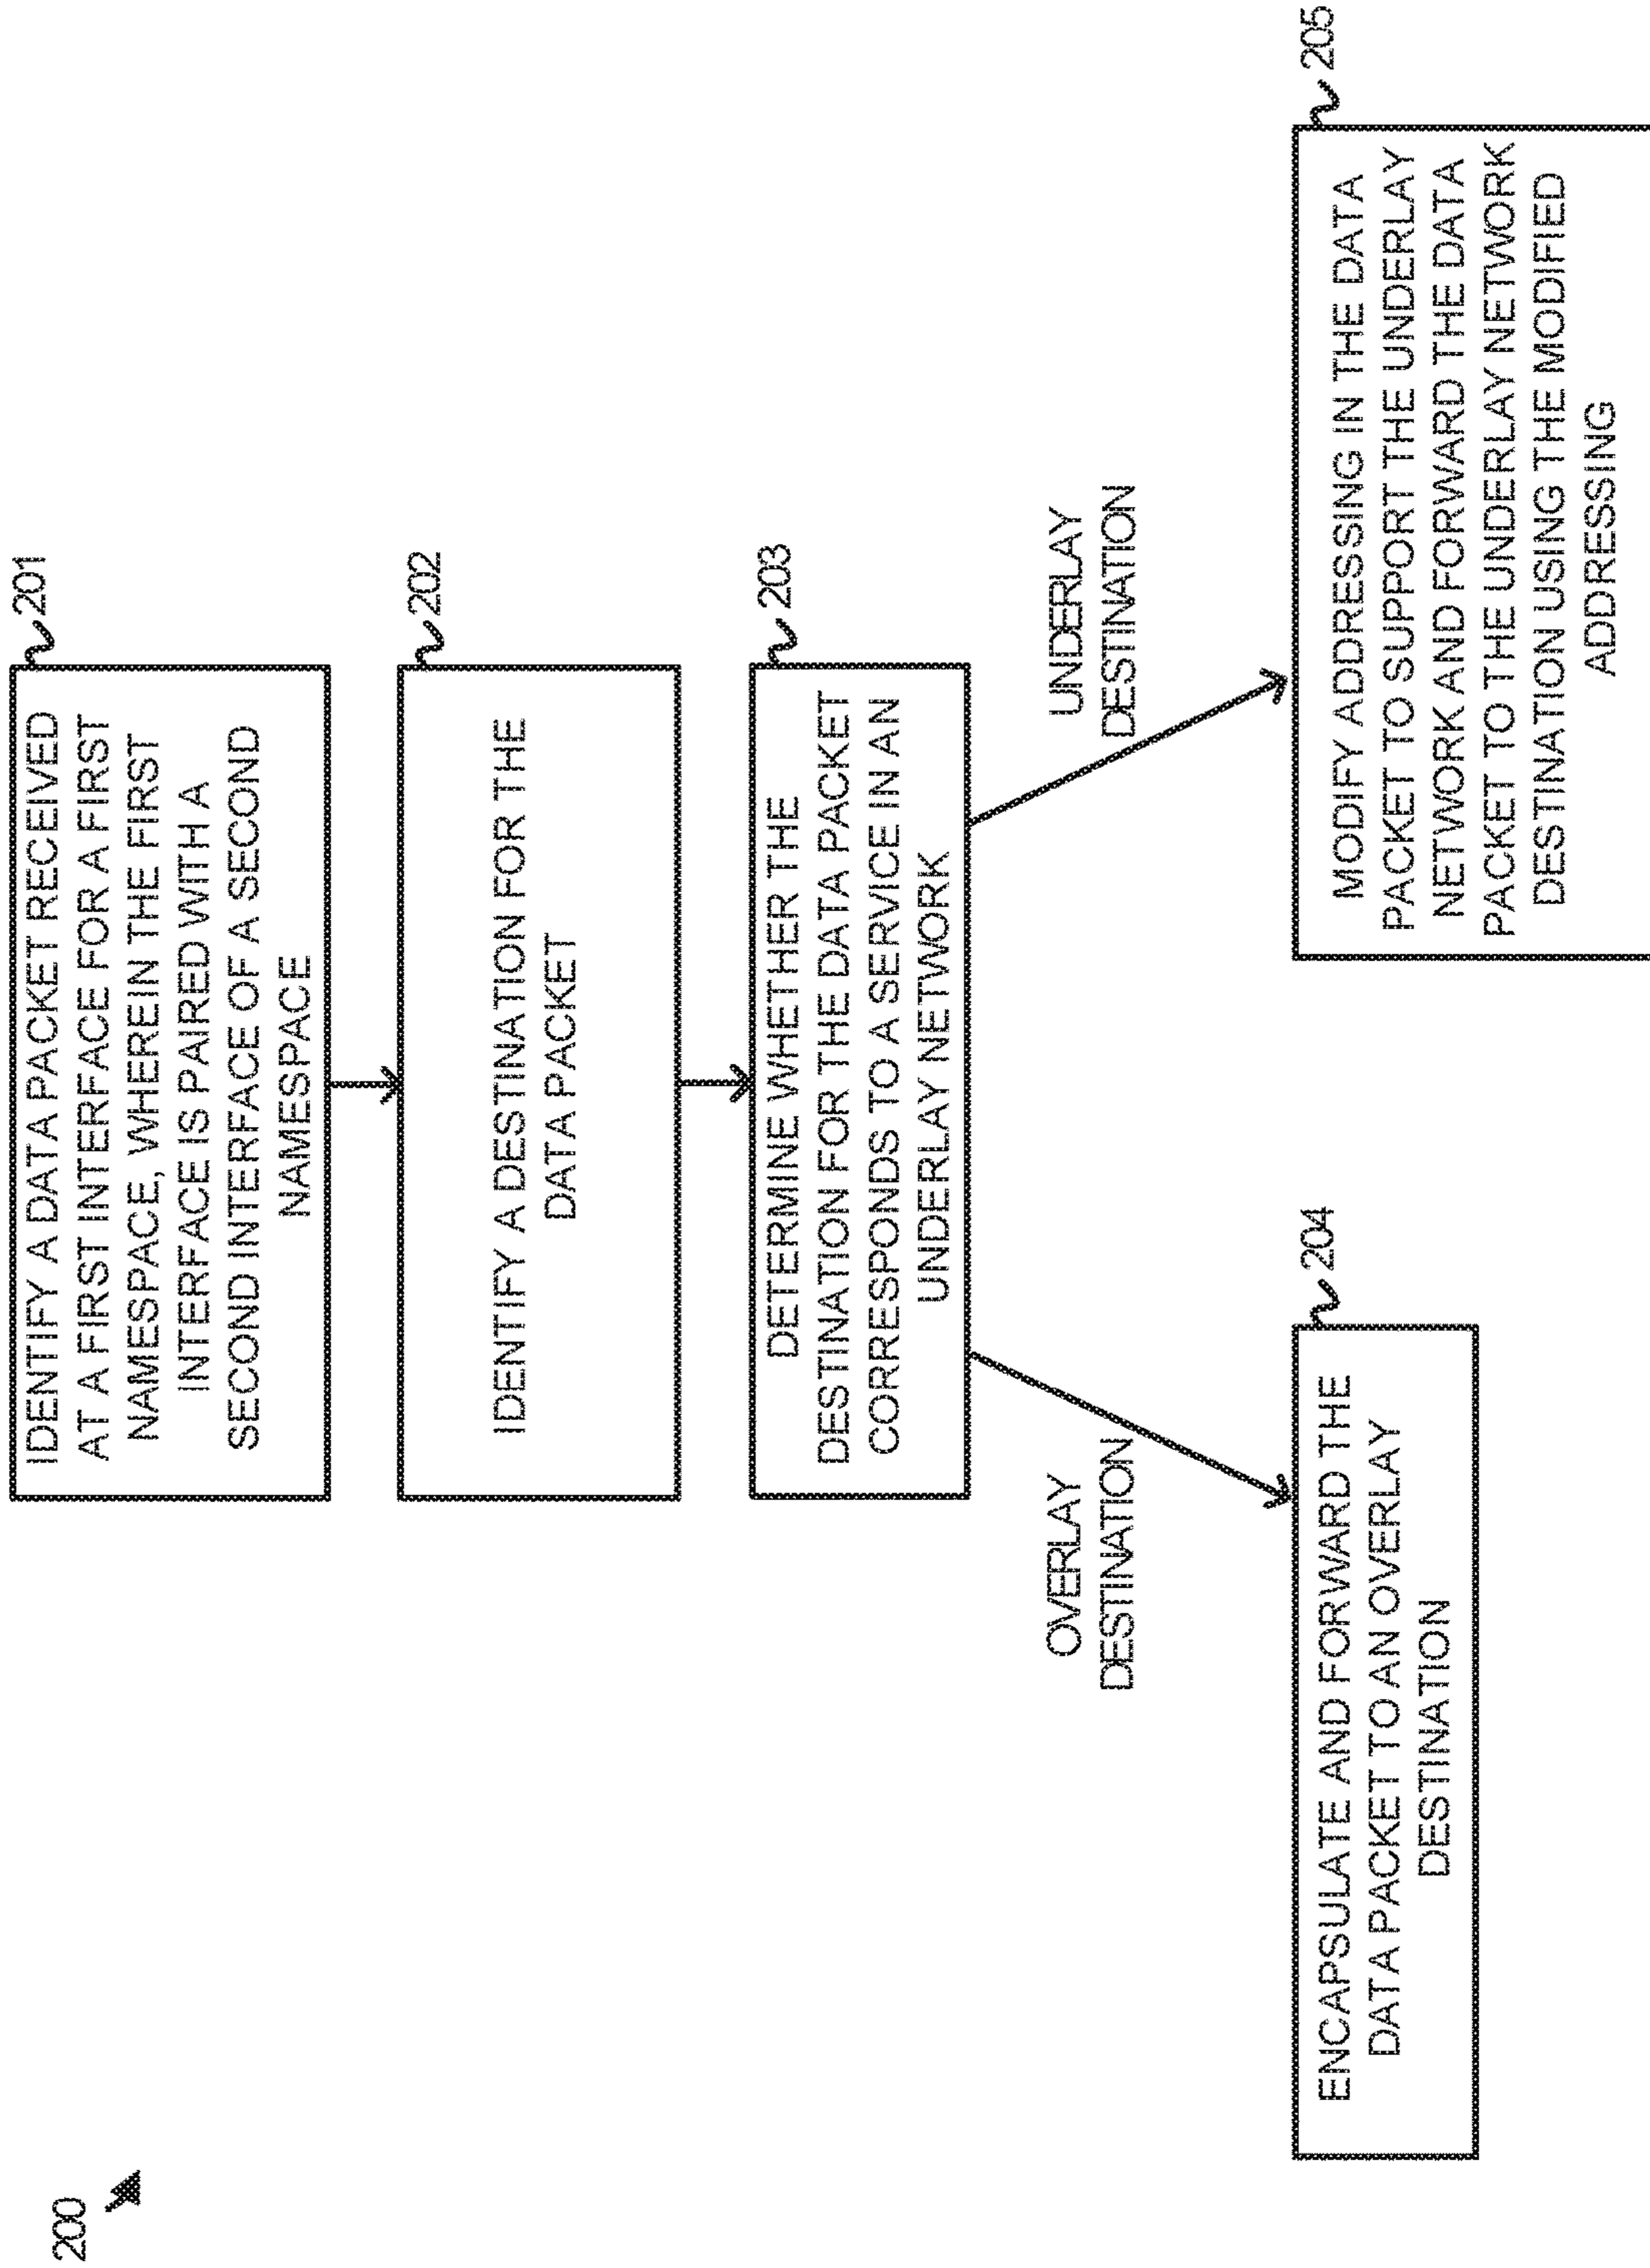 200
201
IDENTIFY A DATA PACKET RECEIVED
AT A FIRST INTERFACE FOR A FIRST
NAMESPACE, WHEREIN THE FIRST
INTERFACE IS PAIRED WITH A
SECOND INTERFACE OF A SECOND
NAMESPACE
202
IDENTIFY A DESTINATION FOR THE
DATA PACKET
203
DETERMINE WHETHER THE
DESTINATION FOR THE DATA PACKET
CORRESPONDS TO A SERVICE IN AN
UNDERLAY NETWORK
OVERLAY
DESTINATION
UNDERLAY
DESTINATION
204
ENCAPSULATE AND FORWARD THE
DATA PACKET TO AN OVERLAY
DESTINATION
205
MODIFY ADDRESSING IN THE DATA
PACKET TO SUPPORT THE UNDERLAY
NETWORK AND FORWARD THE DATA
PACKET TO THE UNDERLAY NETWORK
DESTINATION USING THE MODIFIED
ADDRESSING